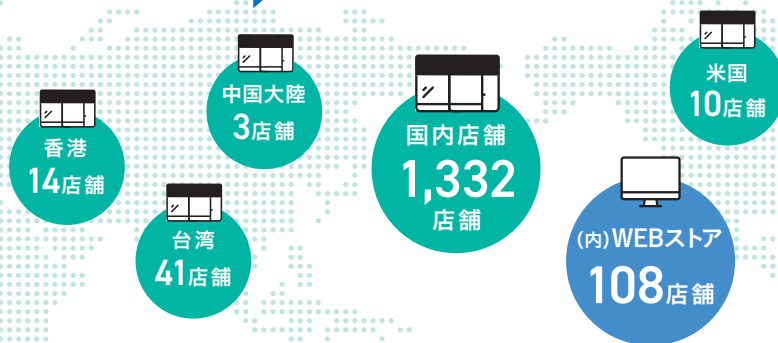 香港
14店舗
中国大陸
3店舗
台湾
41店舗
国内店舗
1,332
店舗
米国
10店舗
(内)WEBストア
108店舗